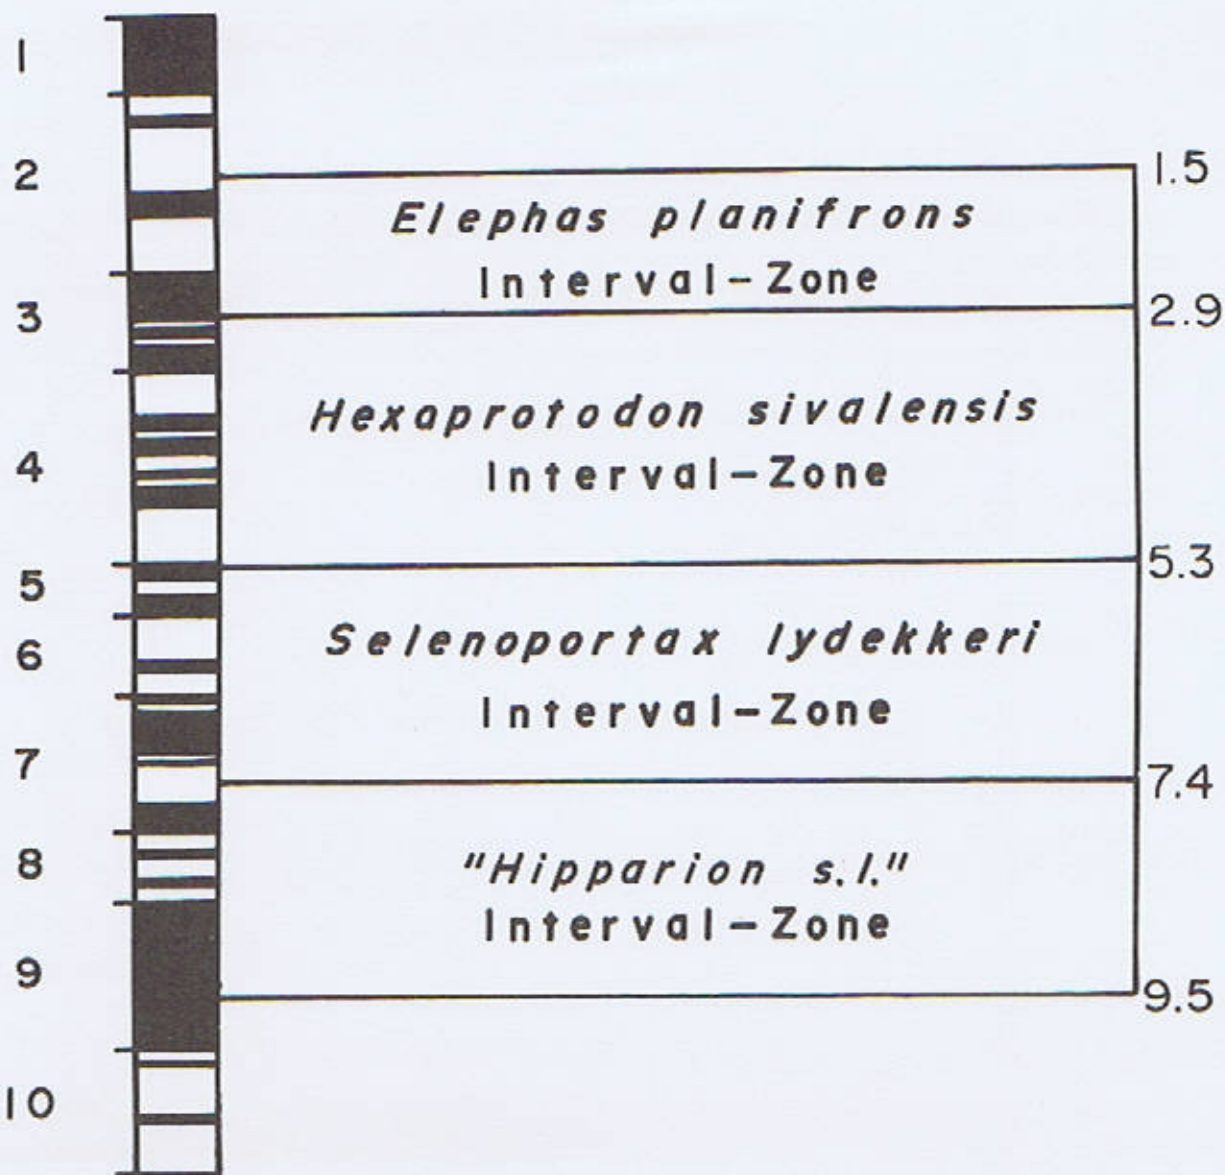 1
2
1.5
Elephas planifrons
Interval-Zone
3
2.9
Hexaprotodon sivalensis
Interval-Zone
4
5
5.3
Selenoportax lydekkeri
Interval-Zone
6
7
7.4
8
"Hipparion s.l."
Interval-Zone
9
9.5
10